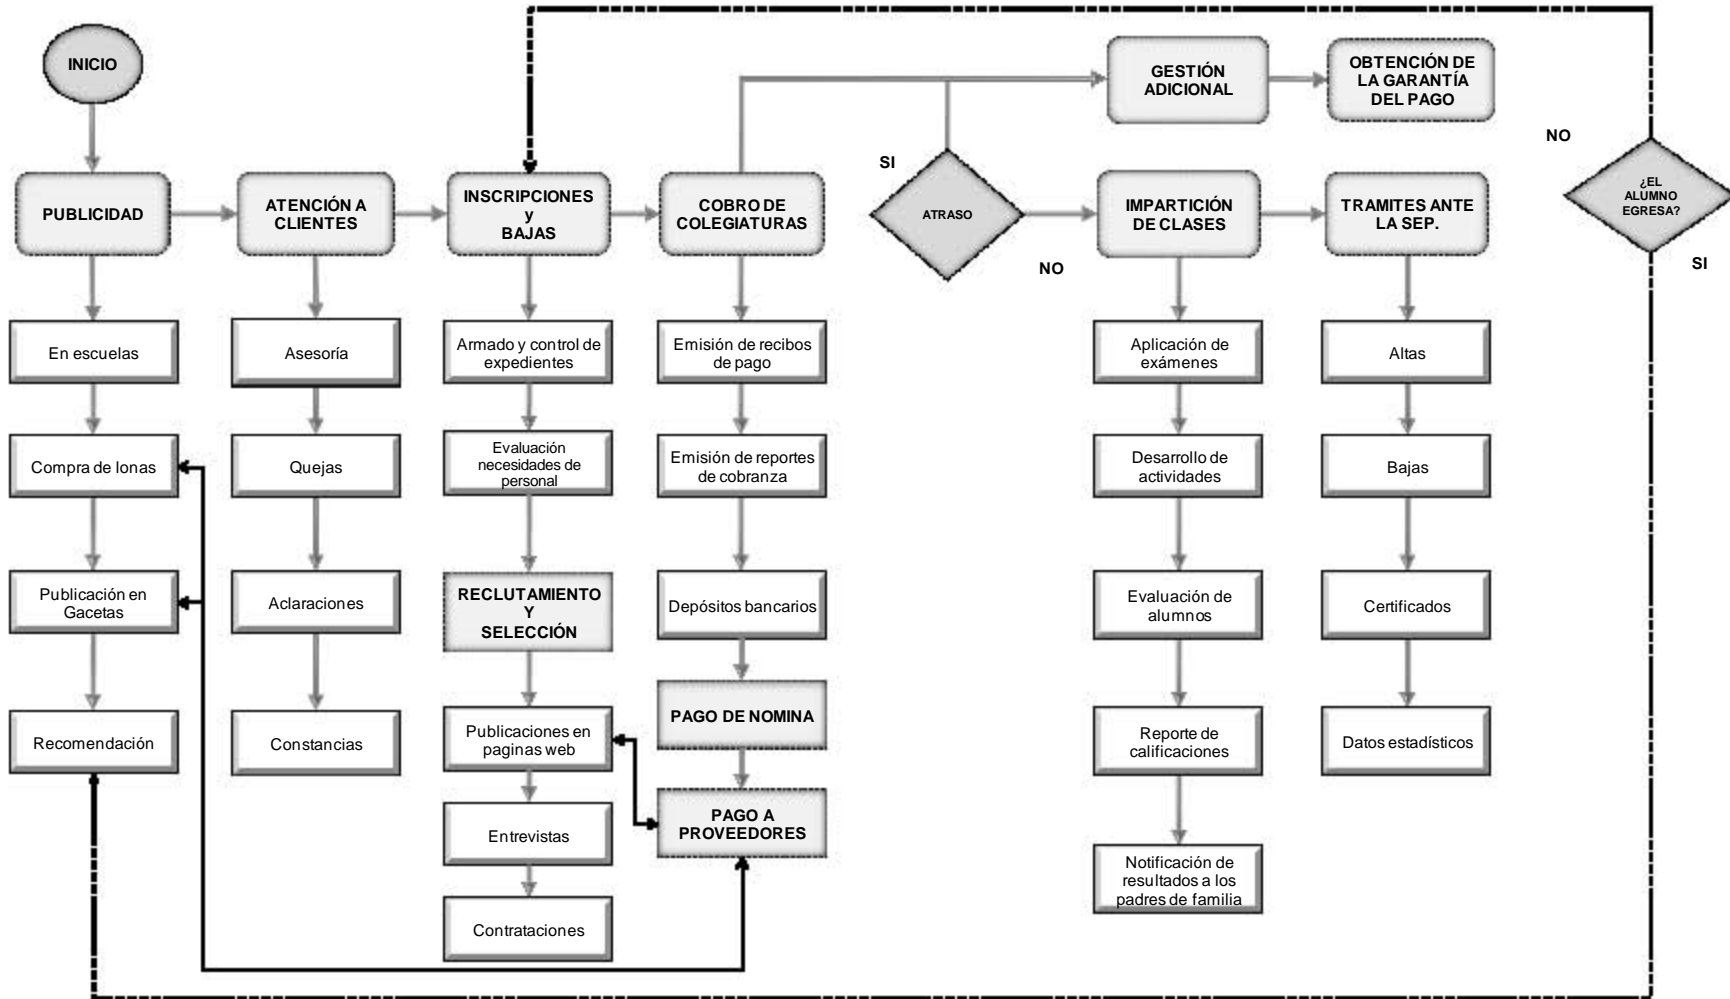 INICIO
GESTIÓN
ADICIONAL
OBTENCIÓN DE
LA GARANTÍA
DEL PAGO
NO
SI
PUBLICIDAD
ATENCIÓN A
CLIENTES
INSCRIPCIONES
y
BAJAS
COBRO DE
COLEGIATURAS
ATRASO
IMPARTICIÓN
DE CLASES
TRAMITES ANTE
LA SEP.
¿EL
ALUMNO
EGRESA?
NO
SI
En escuelas
Asesoría
Armado y control de
expedientes
Emisión de recibos
de pago
Aplicación de
exámenes
Altas
Compra de lonas
Quejas
Evaluación
necesidades de
personal
Emisión de reportes
de cobranza
Desarrollo de
actividades
Bajas
Publicación en
Gacetas
Aclaraciones
RECLUTAMIENTO
Y
SELECCIÓN
Depósitos bancarios
Evaluación de
alumnos
Certificados
Recomendación
Constancias
Publicaciones en
paginas web
PAGO DE NOMINA
Reporte de
calificaciones
Datos estadísticos
Entrevistas
PAGO A
PROVEEDORES
Notificación de
resultados a los
padres de familia
Contrataciones